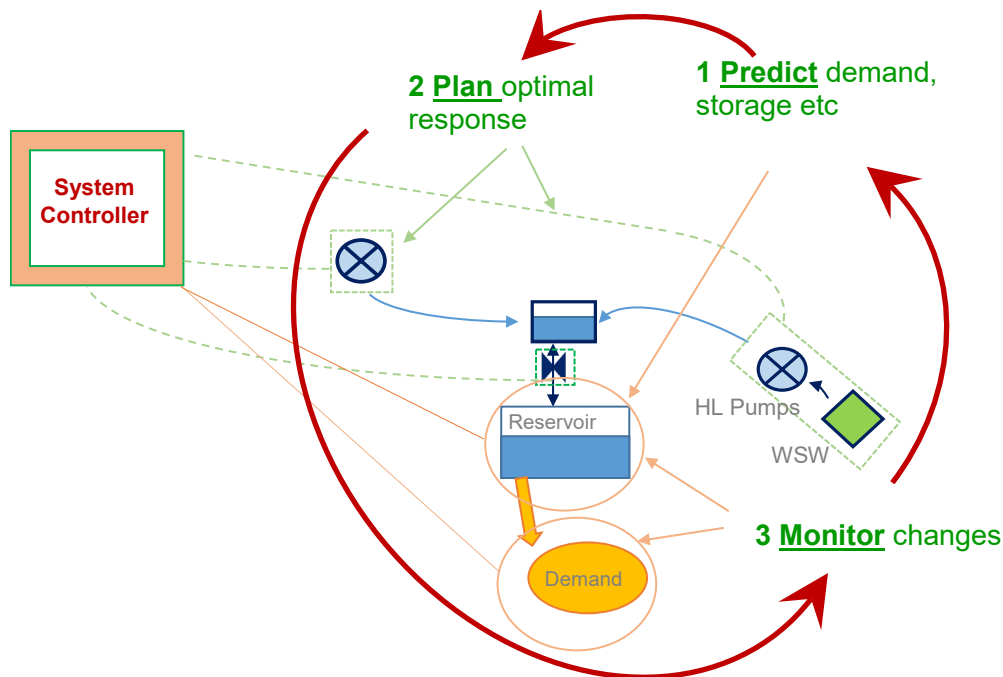 2 Plan optimal
response
1 Predict demand,
storage etc
System
Controller
HL Pumps
Reservoir
WSW
3 Monitor changes
Demand